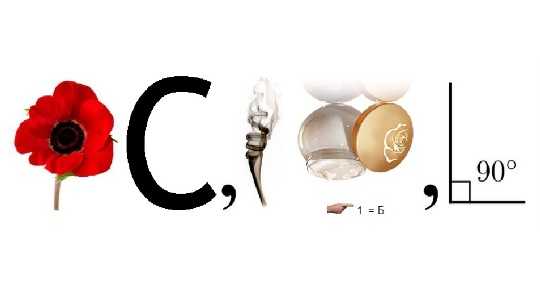 С, , 90°
1 = Б